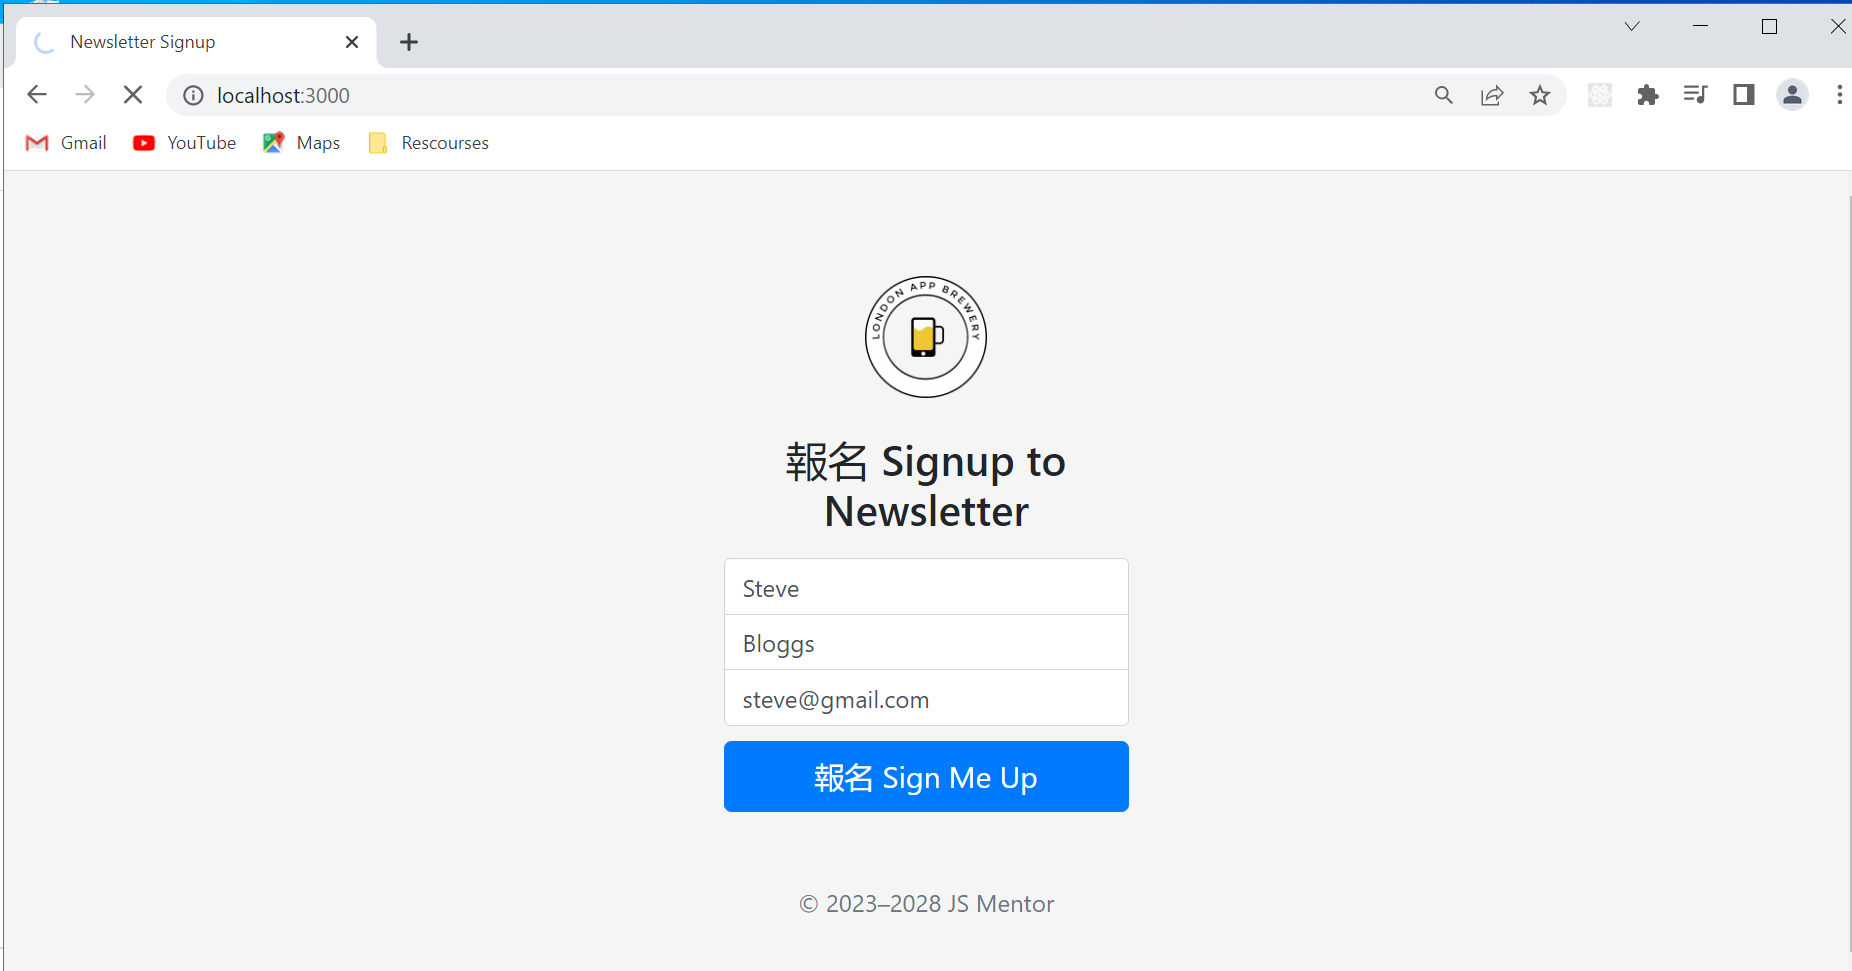 Newsletter Signup
localhost:3000
Gmail YouTube Maps Rescourses
LONDON APP BREWERY
報名 Signup to
Newsletter
Steve
Bloggs
steve@gmail.com
報名 Sign Me Up
© 2023–2028 JS Mentor